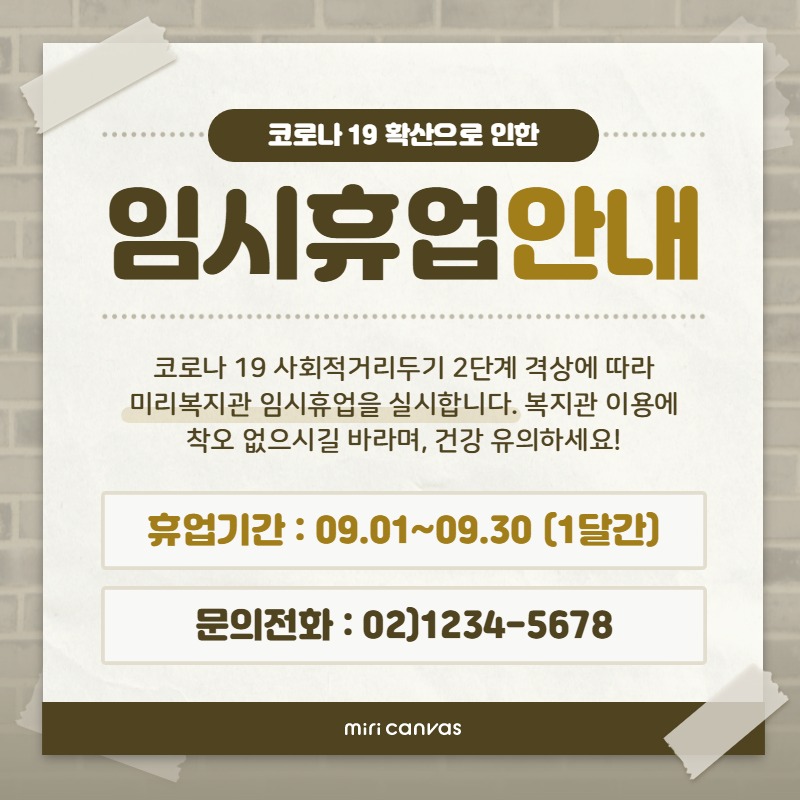 코로나 19 확산으로 인한
임시휴업안내
코로나 19 사회적거리두기 2단계 격상에 따라
미리복지관 임시휴업을 실시합니다. 복지관 이용에
착오 없으시길 바라며, 건강 유의하세요!
휴업기간 : 09.01~09.30 (1달간)
문의전화 : 02)1234-5678
miri canvas